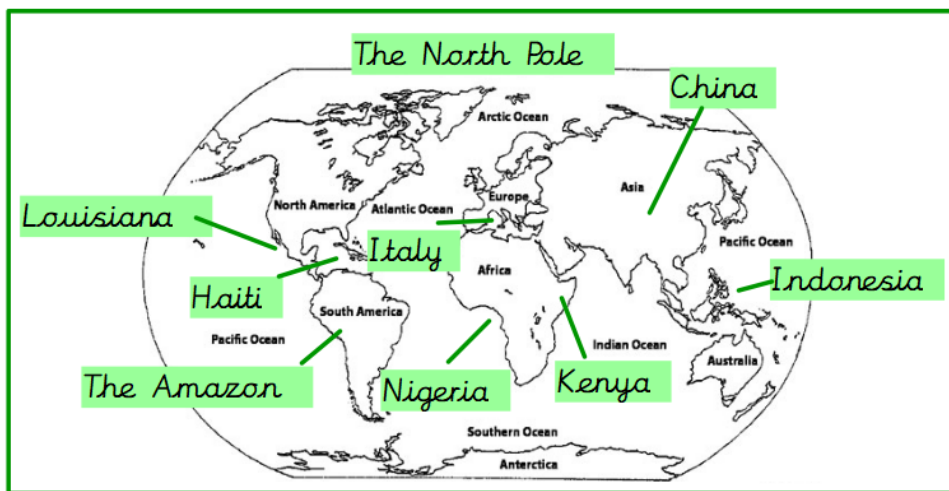 The North Pole
China
Arctic Ocean
Europe
Asia
North America
Atlantic Ocean
Louisiana
Pacific Ocean
Italy
Africa
Haiti
Indonesia
South America
Pacific Ocean
Indian Ocean
Australia
The Amazon
Nigeria
Kenya
Southern Ocean
Anterctica